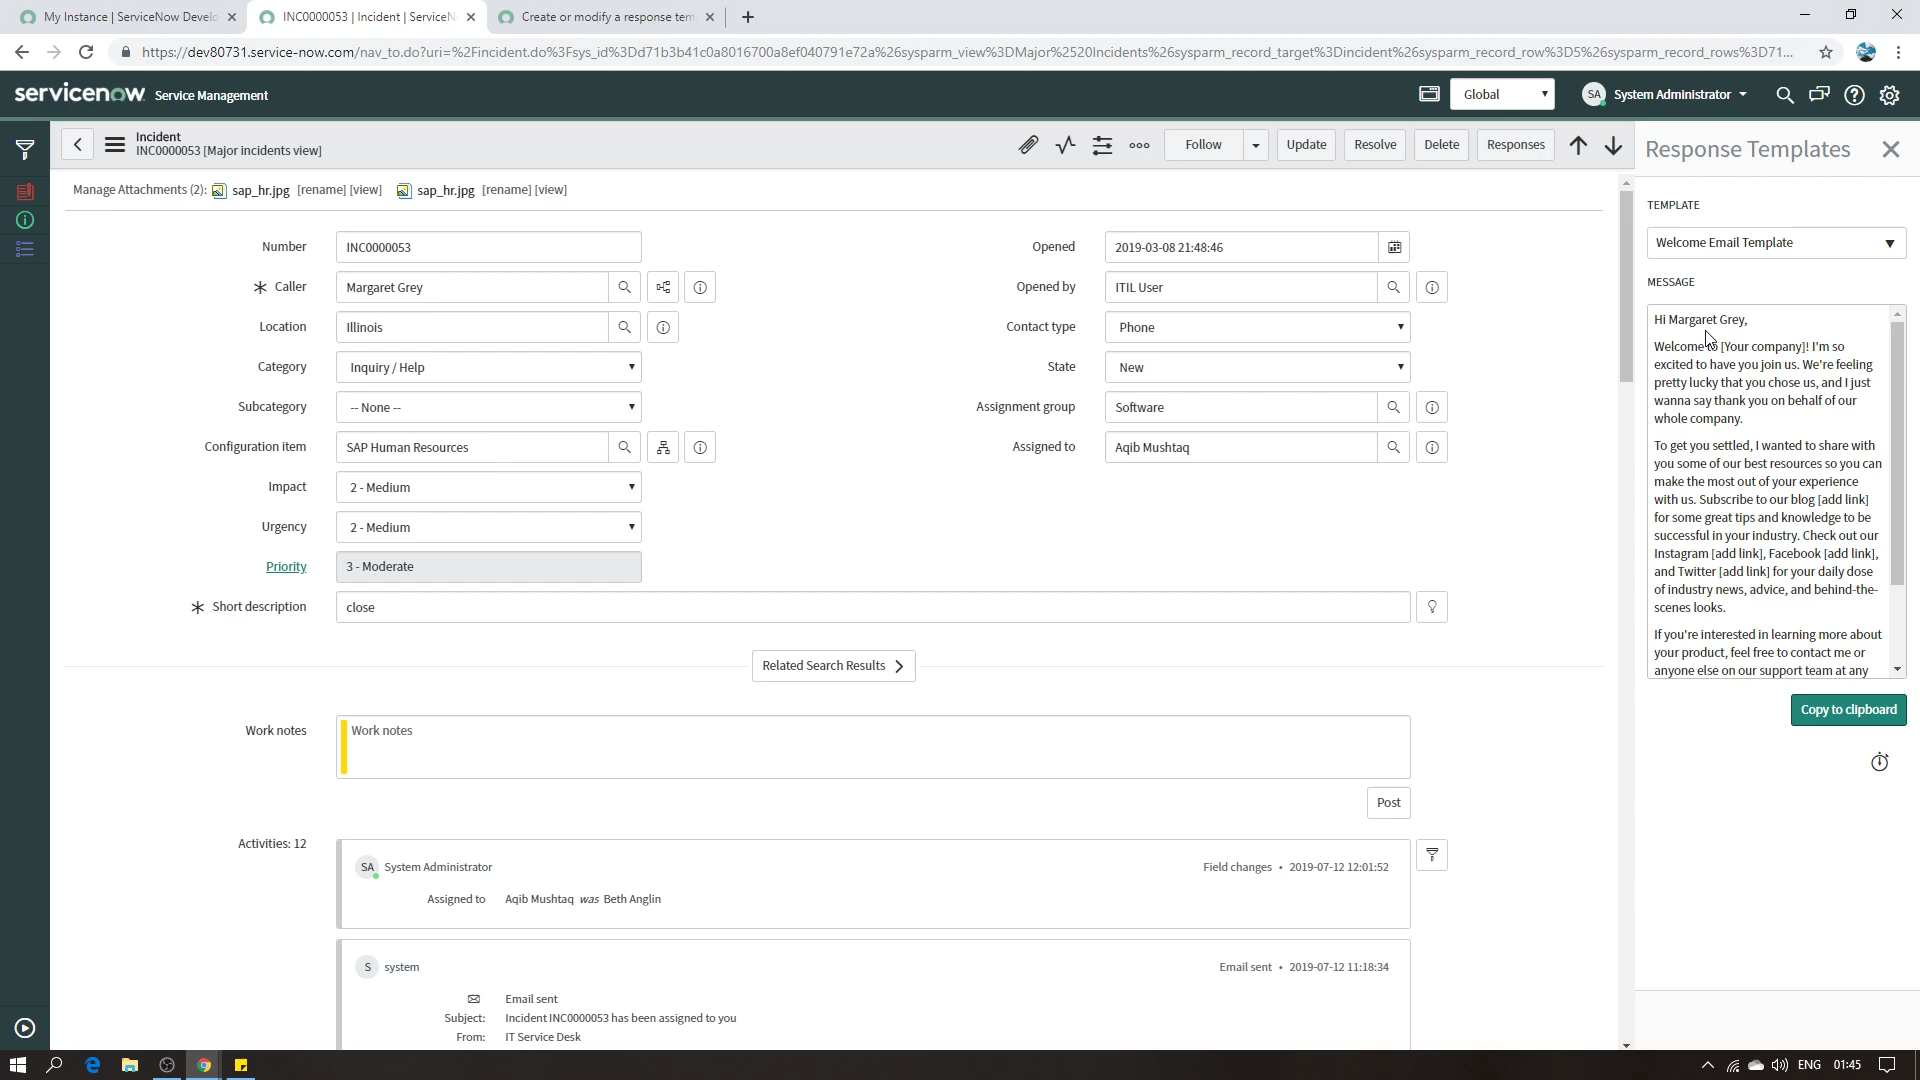 My Instance | ServiceNow Develo
INC0000053 | Incident | ServiceN
Create or modify a response tem
https://dev80731.service-now.com/nav_to.do?uri=%2Fincident.do%3Fsys_id%3Dd71b3b41c0a8016700a8ef040791e72a%26sysparm_view%3DMajor%2520Incidents%26sysparm_record_target%3Dincident%26sysparm_record_row%3D5%26sysparm_record_rows%3D71...
servicenow Service Management
Global
SA System Administrator
Incident
INC0000053 [Major incidents view]
Follow
Update
Resolve
Delete
Responses
Response Templates
Manage Attachments (2): sap_hr.jpg [rename] [view] sap_hr.jpg [rename] [view]
Number INC0000053
Caller Margaret Grey
Location Illinois
Category Inquiry / Help
Subcategory -- None --
Configuration item SAP Human Resources
Impact 2 - Medium
Urgency 2 - Medium
Priority 3 - Moderate
Short description close
Opened 2019-03-08 21:48:46
Opened by ITIL User
Contact type Phone
State New
Assignment group Software
Assigned to Aqib Mushtaq
Related Search Results
Work notes Work notes
Post
Activities: 12
SA System Administrator Field changes • 2019-07-12 12:01:52
Assigned to Aqib Mushtaq was Beth Anglin
S system Email sent • 2019-07-12 11:18:34
Email sent
Subject: Incident INC0000053 has been assigned to you
From: IT Service Desk
TEMPLATE
Welcome Email Template
MESSAGE
Hi Margaret Grey,
Welcome to [Your company]! I'm so
excited to have you join us. We're feeling
pretty lucky that you chose us, and I just
wanna say thank you on behalf of our
whole company.
To get you settled, I wanted to share with
you some of our best resources so you can
make the most out of your experience
with us. Subscribe to our blog [add link]
for some great tips and knowledge to be
successful in your industry. Check out our
Instagram [add link], Facebook [add link],
and Twitter [add link] for your daily dose
of industry news, advice, and behind-the-
scenes looks.
If you're interested in learning more about
your product, feel free to contact me or
anyone else on our support team at any
Copy to clipboard
ENG 01:45